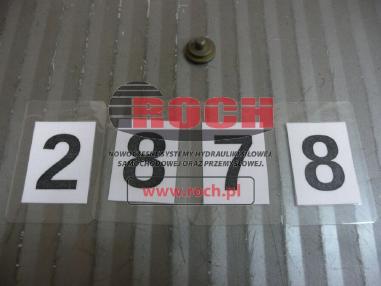 ROCH
2 8 7 8
NOWOCZESNE SYSTEMY HYDRAULIKI SIŁOWEJ
SAMOCHODOWEJ ORAZ PRZEMYSŁOWEJ.
www.roch.pl